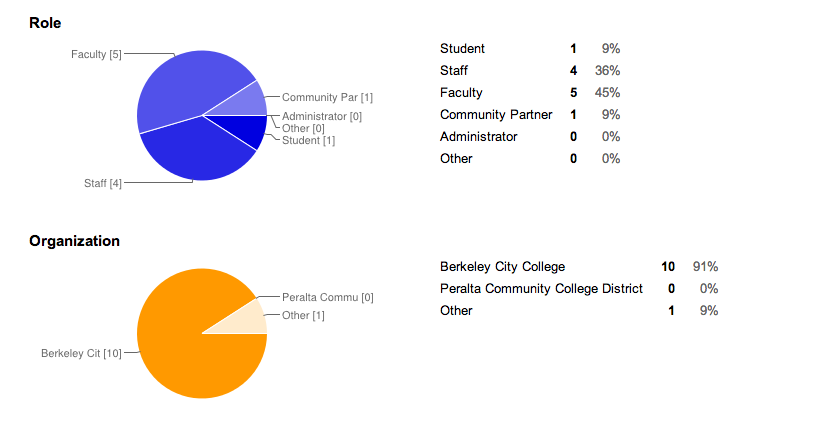 Role
Faculty [5]
Community Par [1]
Administrator [0]
Other [0]
Student [1]
Staff [4]
Student 1 9%
Staff 4 36%
Faculty 5 45%
Community Partner 1 9%
Administrator 0 0%
Other 0 0%
Organization
Peralta Commu [0]
Other [1]
Berkeley Cit [10]
Berkeley City College 10 91%
Peralta Community College District 0 0%
Other 1 9%